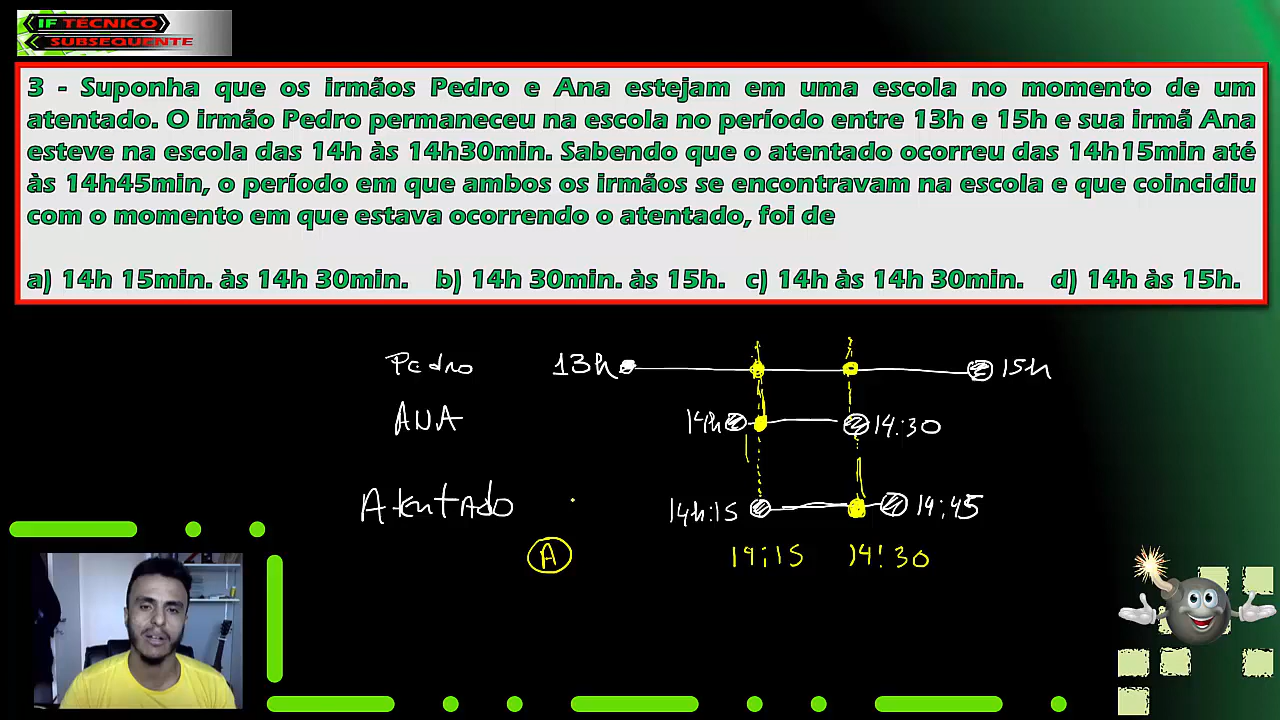 IF TÉCNICO
SUBSEQUENTE
3 - Suponha que os irmãos Pedro e Ana estejam em uma escola no momento de um
atentado. O irmão Pedro permaneceu na escola no período entre 13h e 15h e sua irmã Ana
esteve na escola das 14h às 14h30min. Sabendo que o atentado ocorreu das 14h15min até
às 14h45min, o período em que ambos os irmãos se encontravam na escola e que coincidiu
com o momento em que estava ocorrendo o atentado, foi de
a) 14h 15min. às 14h 30min. b) 14h 30min. às 15h. c) 14h às 14h 30min. d) 14h às 15h.
Pedro 13h 15h
ANA 14h 14:30
Atentado 14h:15 14:45
A 14:15 14:30